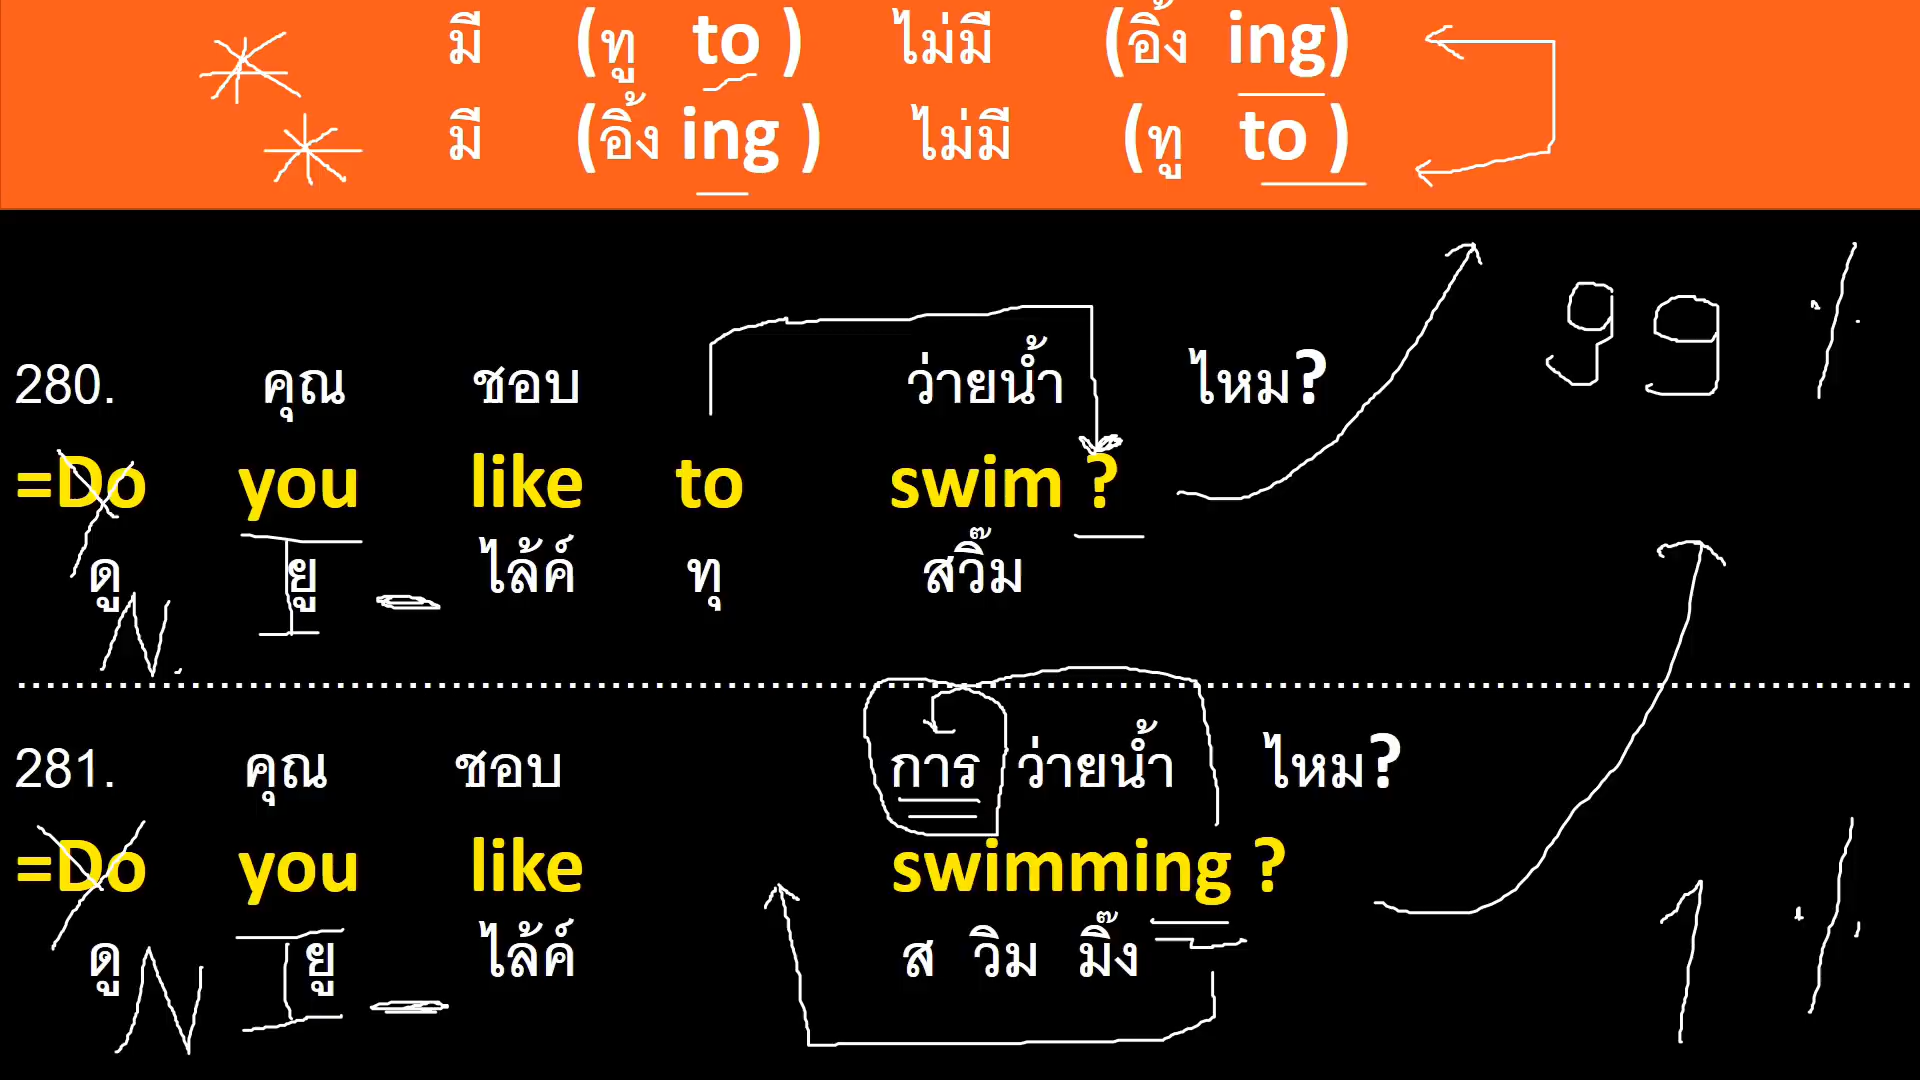 มี (ทู to ) ไม่มี (อิ้ง ing)
มี (อิ้ง ing ) ไม่มี (ทู to )
99 %
280. คุณ ชอบ ว่ายน้ำ ไหม?
=Do you like to swim ?
ดู ยู ไล้ค์ ทุ สวิ๊ม
N. I
281. คุณ ชอบ การ ว่ายน้ำ ไหม?
=Do you like swimming ?
ดู ยู ไล้ค์ ส วิม มิ๊ง
N I 1 %